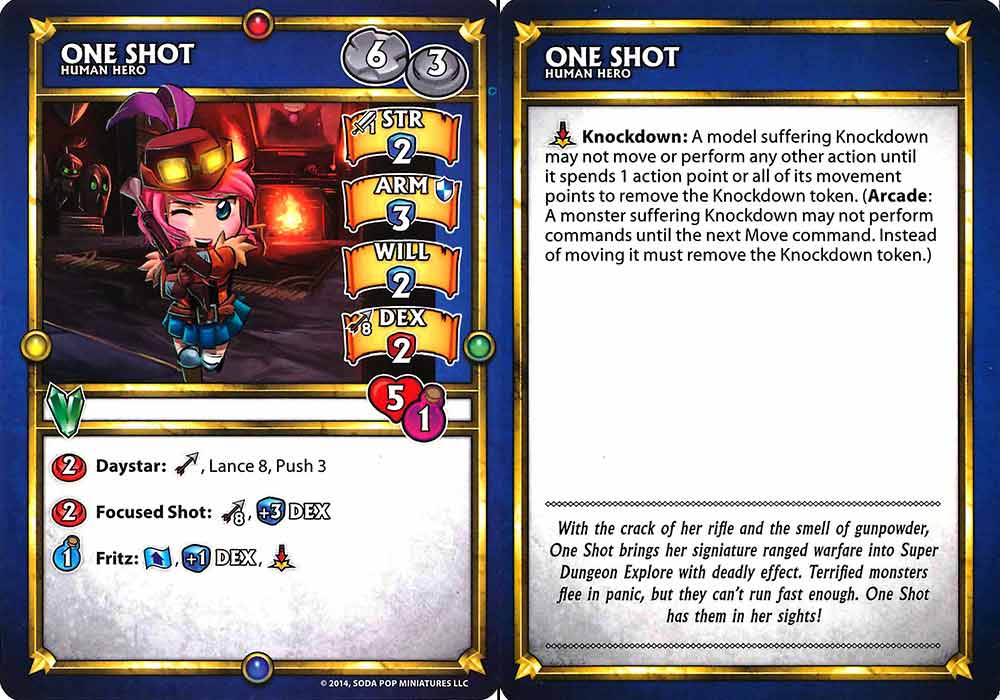 ONE SHOT
HUMAN HERO
6
3
1 STR
2
ARM
3
WILL
2
8 DEX
2
5
1
2 Daystar: , Lance 8, Push 3
2 Focused Shot: 8, +3 DEX
1 Fritz: , +1 DEX,
© 2014, SODA POP MINIATURES LLC
ONE SHOT
HUMAN HERO
Knockdown: A model suffering Knockdown
may not move or perform any other action until
it spends 1 action point or all of its movement
points to remove the Knockdown token. (Arcade:
A monster suffering Knockdown may not perform
commands until the next Move command. Instead
of moving it must remove the Knockdown token.)
With the crack of her rifle and the smell of gunpowder,
One Shot brings her signiature ranged warfare into Super
Dungeon Explore with deadly effect. Terrified monsters
flee in panic, but they can't run fast enough. One Shot
has them in her sights!